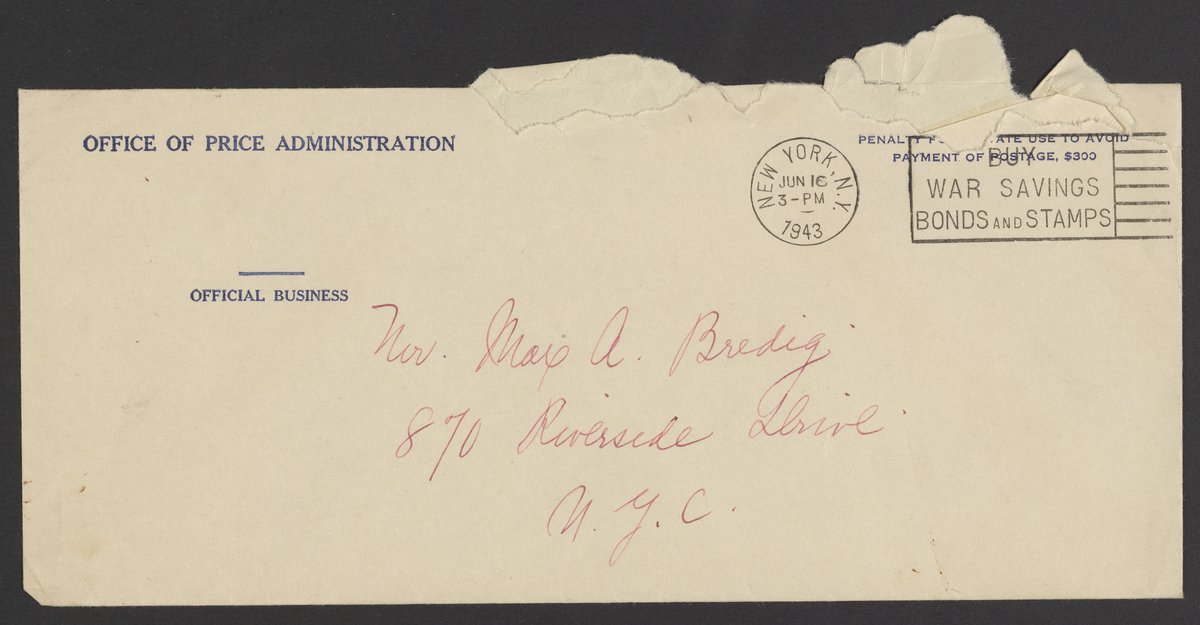 OFFICE OF PRICE ADMINISTRATION
OFFICIAL BUSINESS
NEW YORK, N.Y.
JUN 16
3-PM
1943
PENALTY ATE USE TO AVOID
PAYMENT OF POSTAGE, $300
BUY
WAR SAVINGS
BONDS AND STAMPS
Max A. Bredig
870 Riverside Drive
N.Y.C.